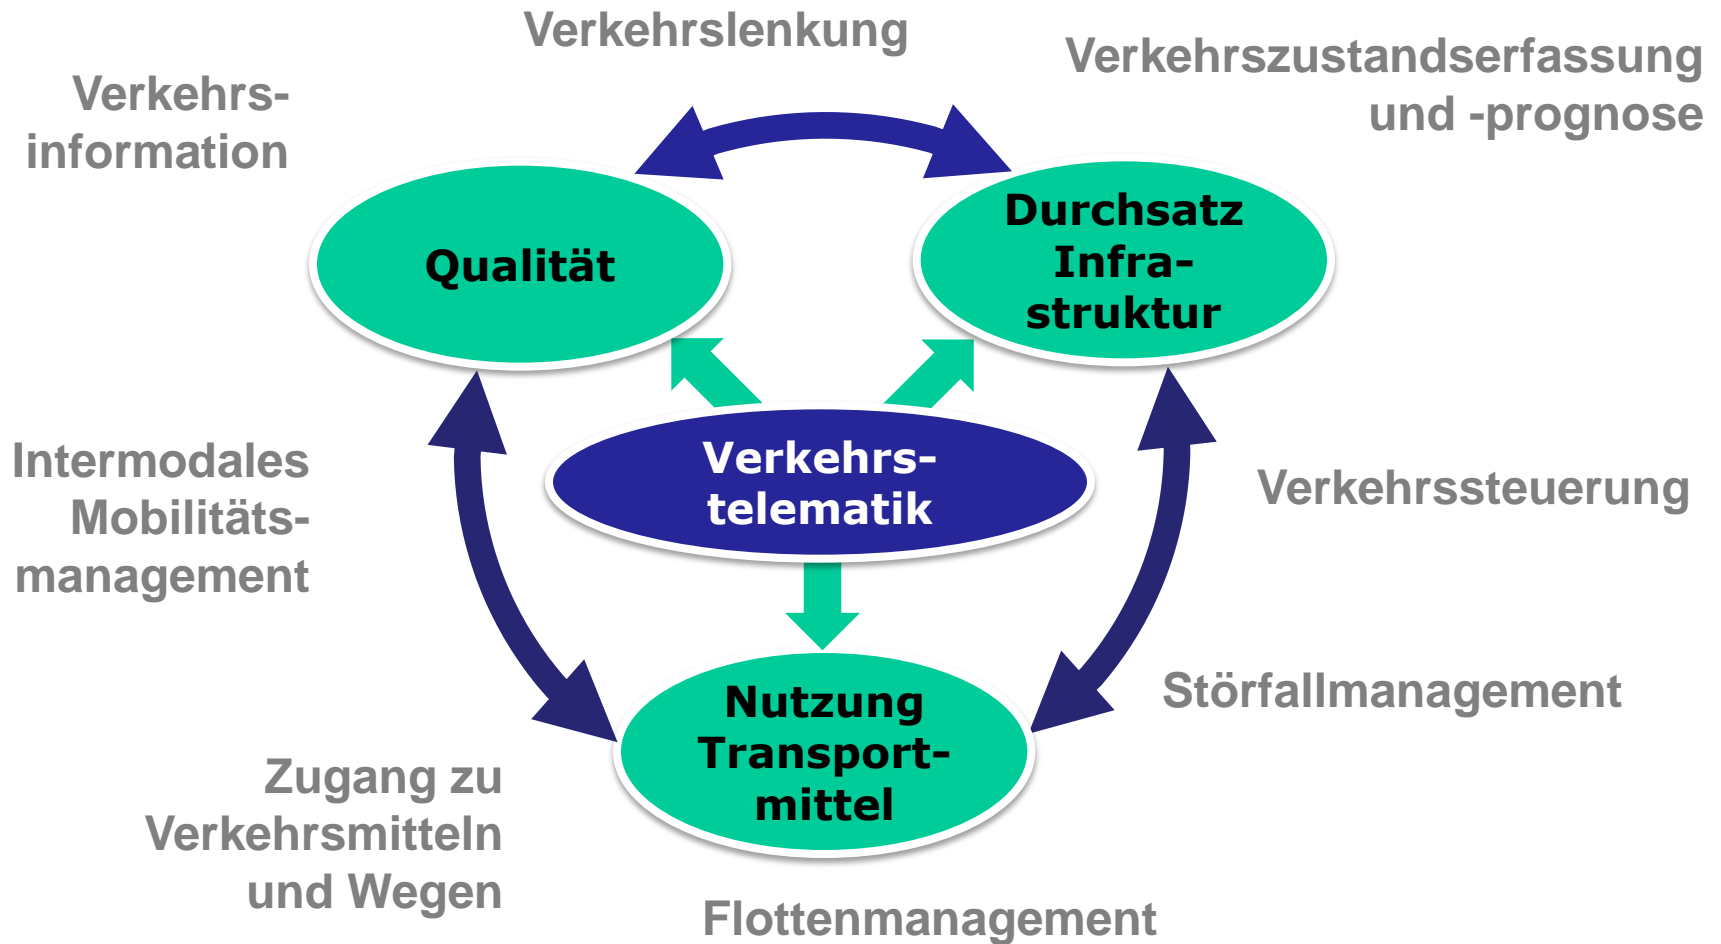 Verkehrslenkung
Verkehrszustandserfassung
und -prognose
Verkehrs-
information
Durchsatz
Infra-
struktur
Qualität
Verkehrs-
telematik
Intermodales
Mobilitäts-
management
Verkehrssteuerung
Störfallmanagement
Nutzung
Transport-
mittel
Zugang zu
Verkehrsmitteln
und Wegen
Flottenmanagement